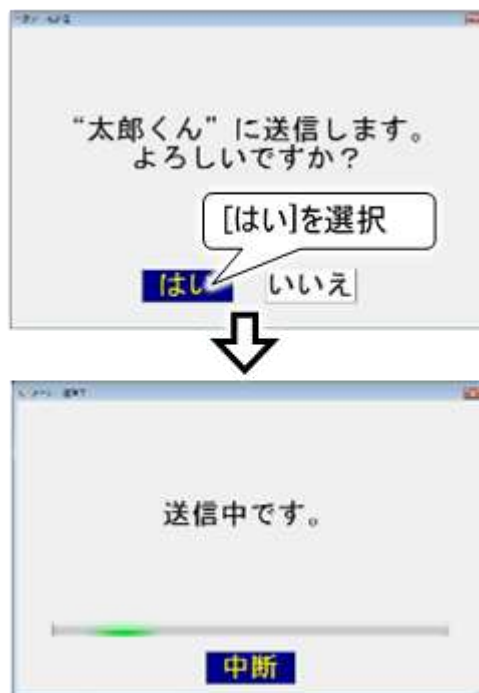 “太郎くん”に送信します。
よろしいですか？
[はい]を選択
はい
いいえ
送信中です。
中断